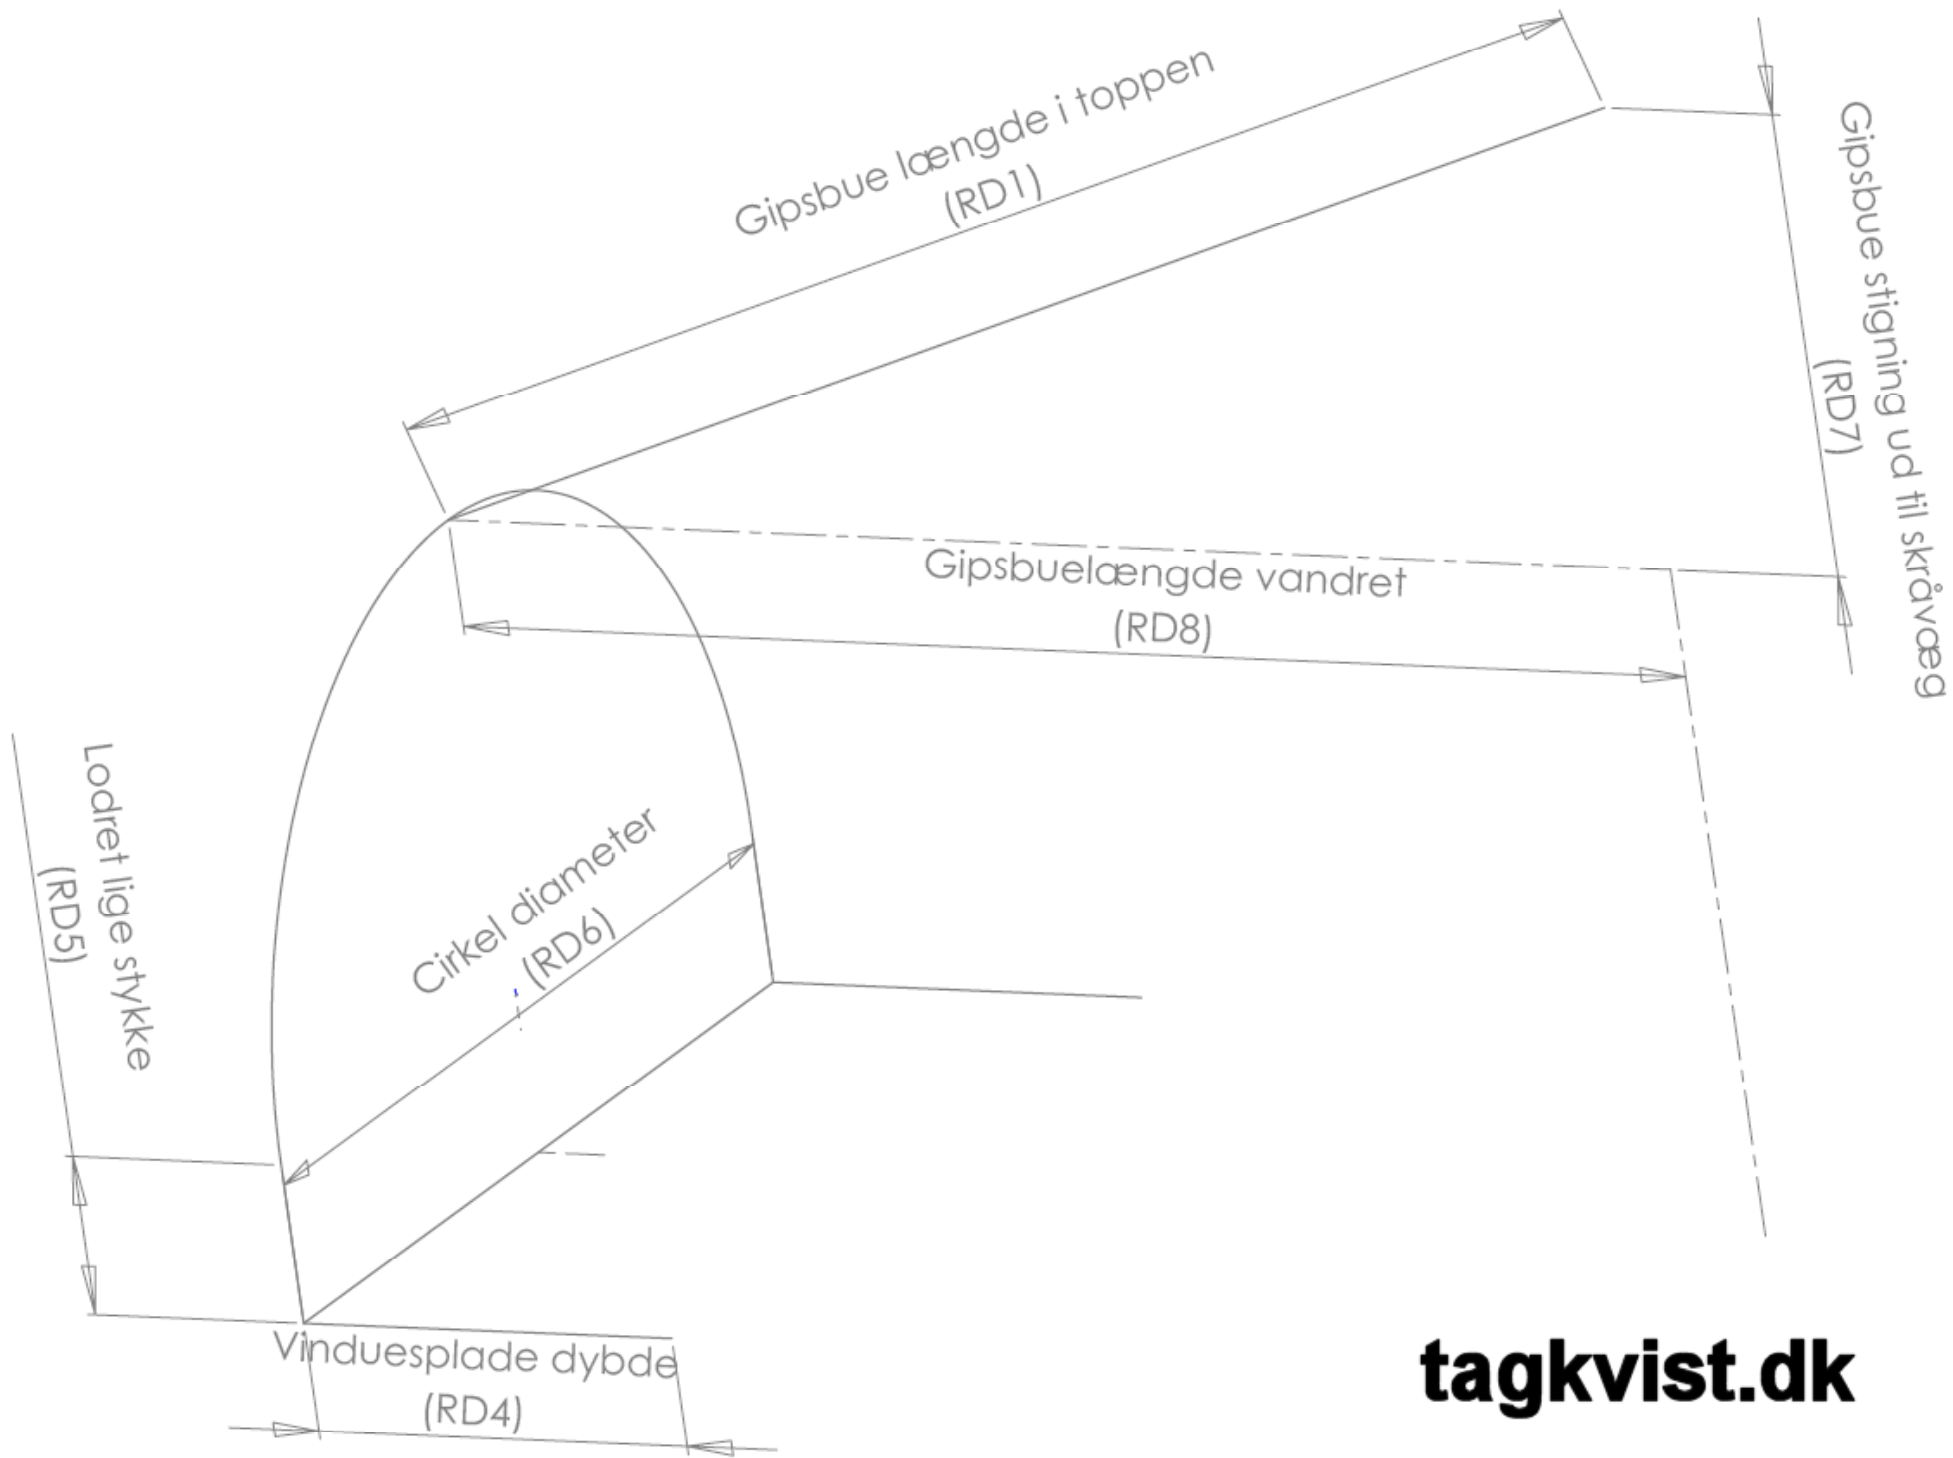 Gipsbue længde i toppen
(RD1)
Gipsbue stigning ud til skråvæg
(RD7)
Gipsbuelængde vandret
(RD8)
Lodret lige stykke
(RD5)
Cirkel diameter
(RD6)
Vinduesplade dybde
(RD4)
tagkvist.dk